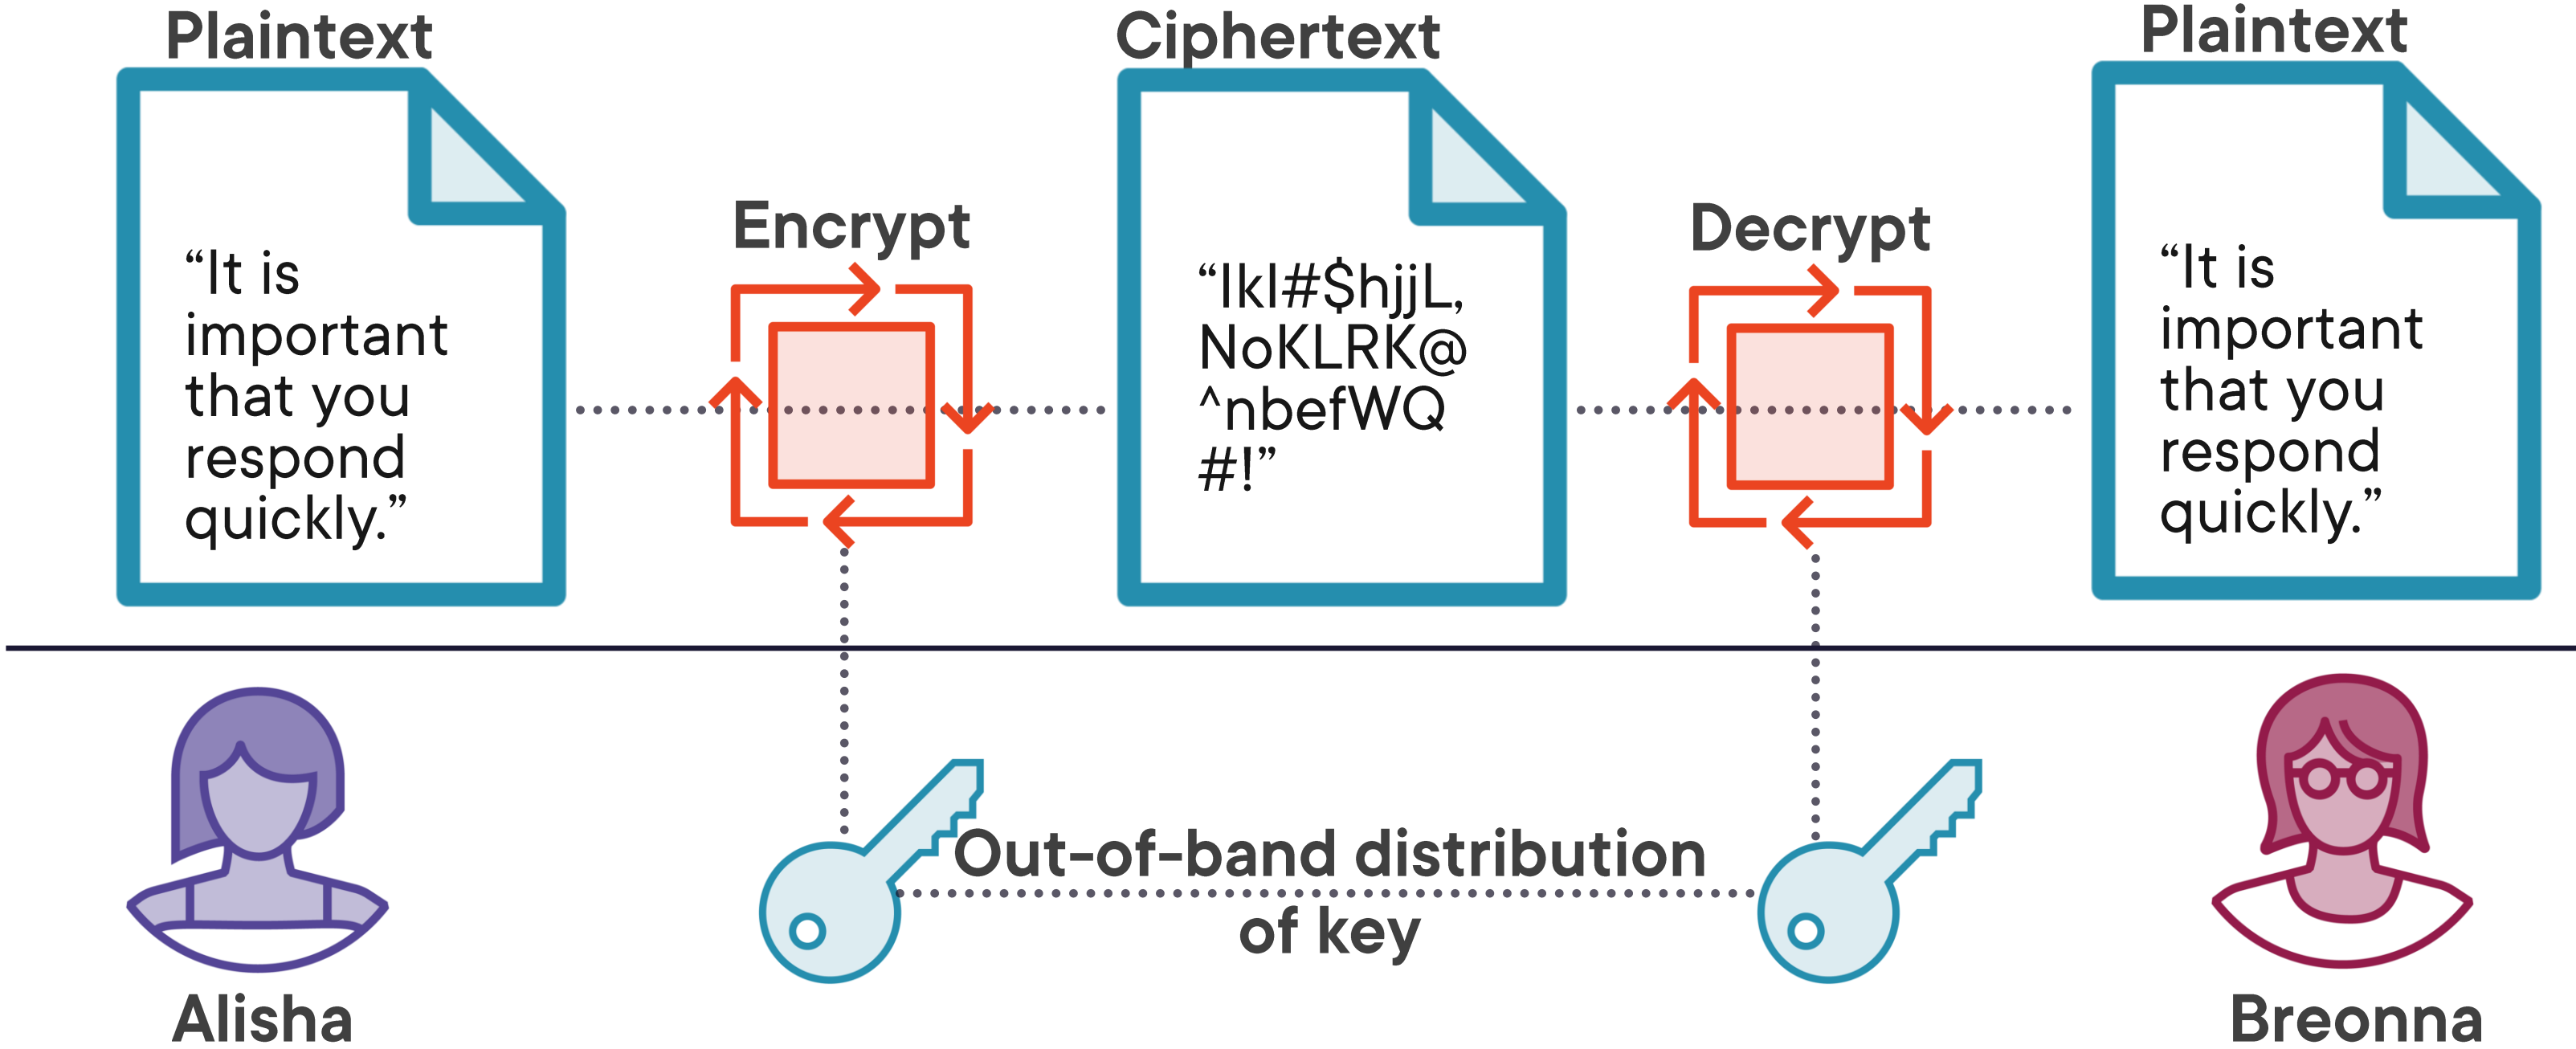 Plaintext
Ciphertext
Plaintext
Encrypt
Decrypt
“It is
important
that you
respond
quickly.”
“lkl#$hjjL,
NoKLRK@
^nbefWQ
#!”
“It is
important
that you
respond
quickly.”
Out-of-band distribution
of key
Alisha
Breonna